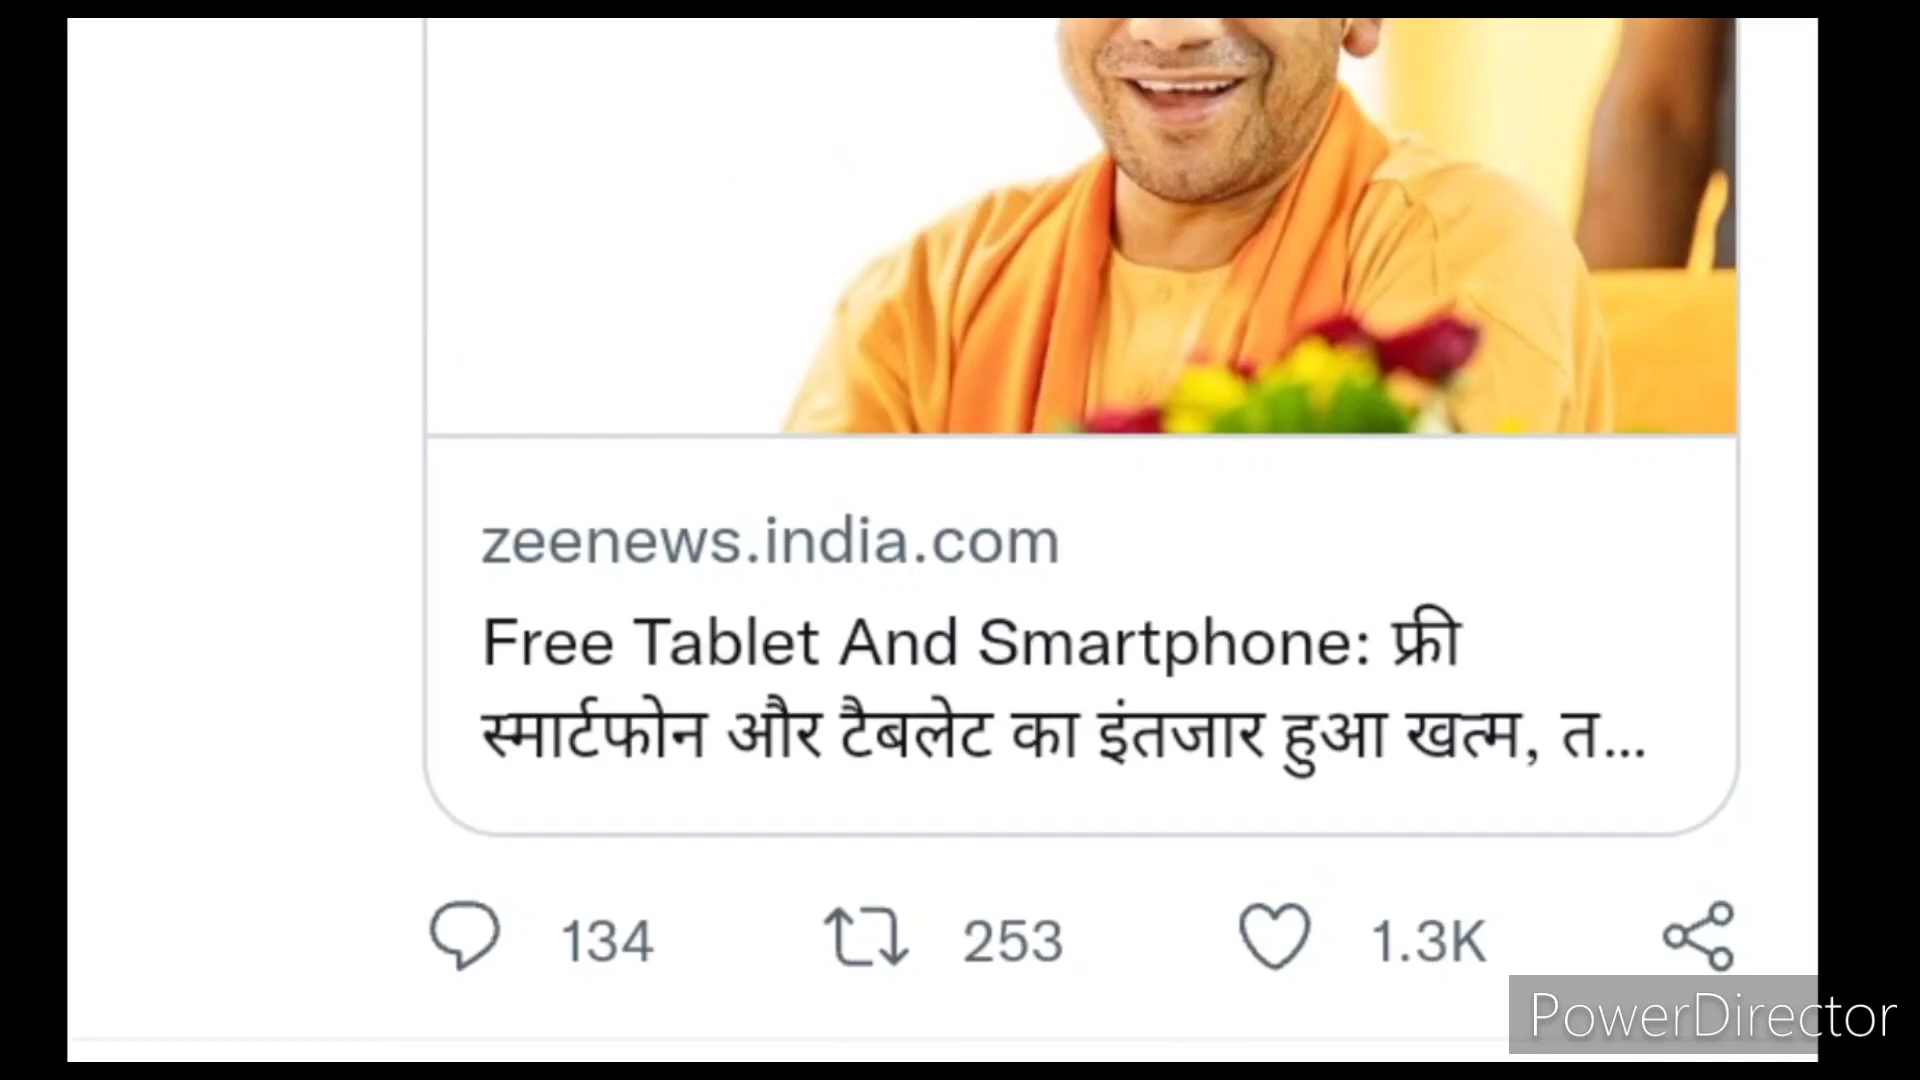 zeenews.india.com
Free Tablet And Smartphone: फ्री
स्मार्टफोन और टैबलेट का इंतजार हुआ खत्म, त...
134 253 1.3K
PowerDirector